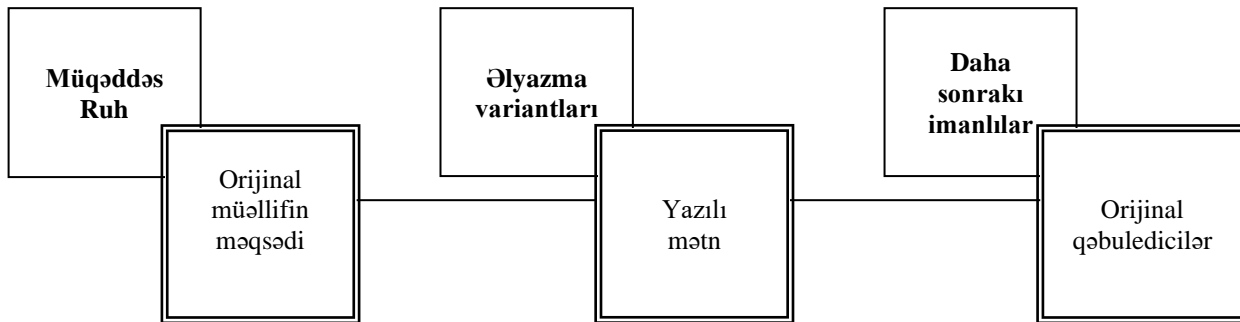 Müqəddəs
Ruh
Orijinal
müəllifin
məqsədi
Əlyazma
variantları
Yazılı
mətn
Daha
sonrakı
imanlılar
Orijinal
qəbuledicilər